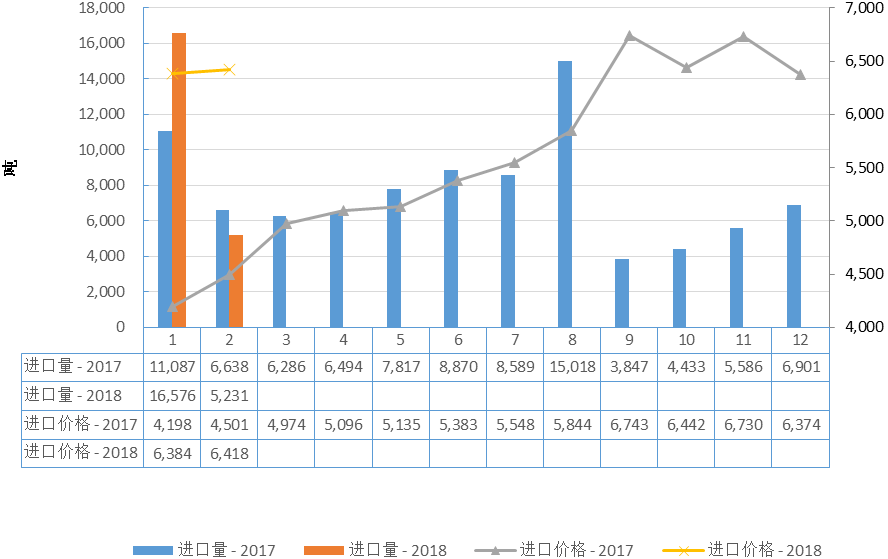 18,000
7,000
16,000
6,500
14,000
12,000
6,000
10,000
5,500
8,000
6,000
5,000
4,000
4,500
2,000
0
4,000
吨
1 2 3 4 5 6 7 8 9 10 11 12
进口量 - 2017 11,087 6,638 6,286 6,494 7,817 8,870 8,589 15,018 3,847 4,433 5,586 6,901
进口量 - 2018 16,576 5,231
进口价格 - 2017 4,198 4,501 4,974 5,096 5,135 5,383 5,548 5,844 6,743 6,442 6,730 6,374
进口价格 - 2018 6,384 6,418
进口量 - 2017 进口量 - 2018 进口价格 - 2017 进口价格 - 2018